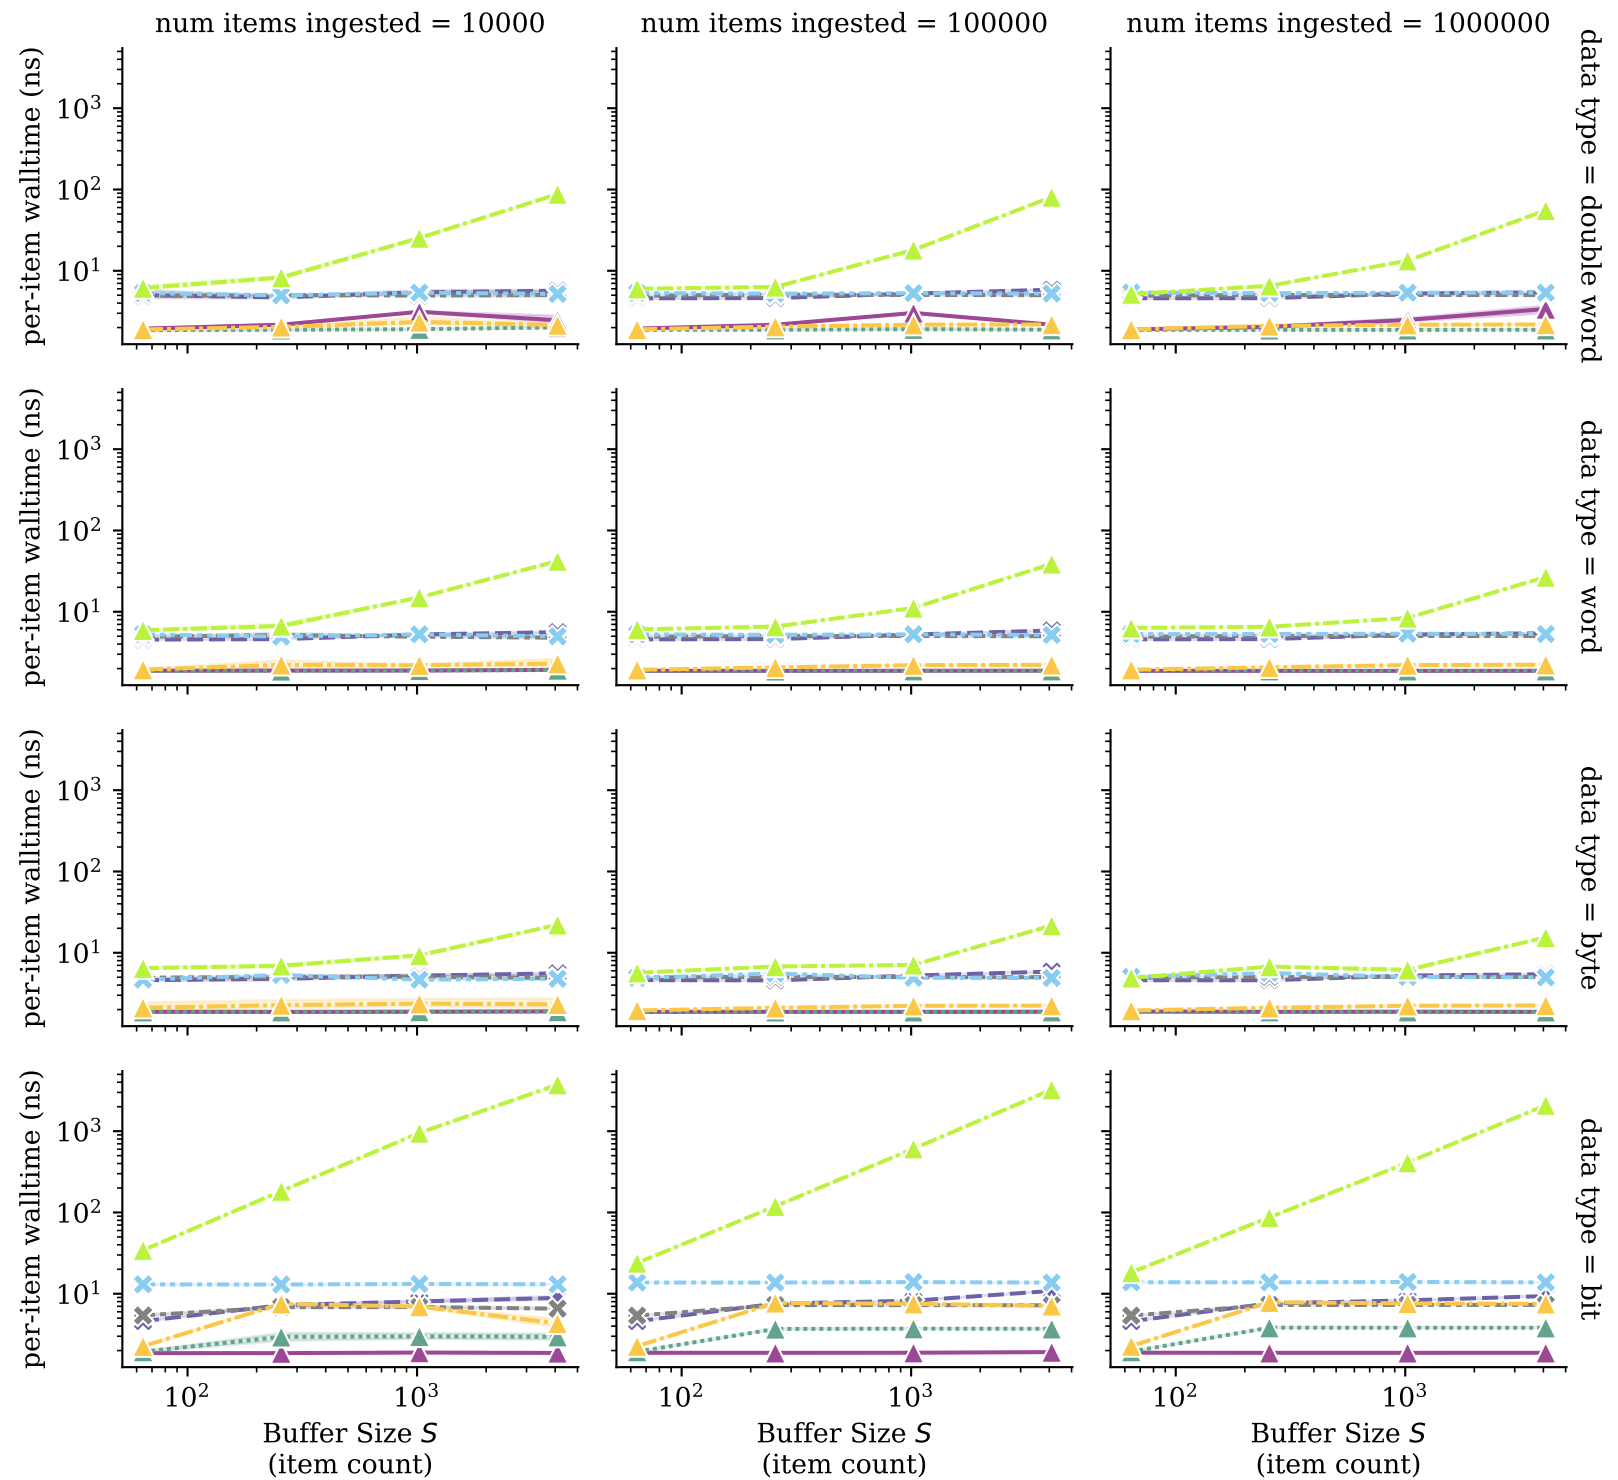 num items ingested = 10000
num items ingested = 100000
num items ingested = 1000000
per-item walltime (ns)
10³
10²
10¹
data type = double word
per-item walltime (ns)
10³
10²
10¹
data type = word
per-item walltime (ns)
10³
10²
10¹
data type = byte
per-item walltime (ns)
10³
10²
10¹
data type = bit
10² 10³
10² 10³
10² 10³
Buffer Size S
(item count)
Buffer Size S
(item count)
Buffer Size S
(item count)